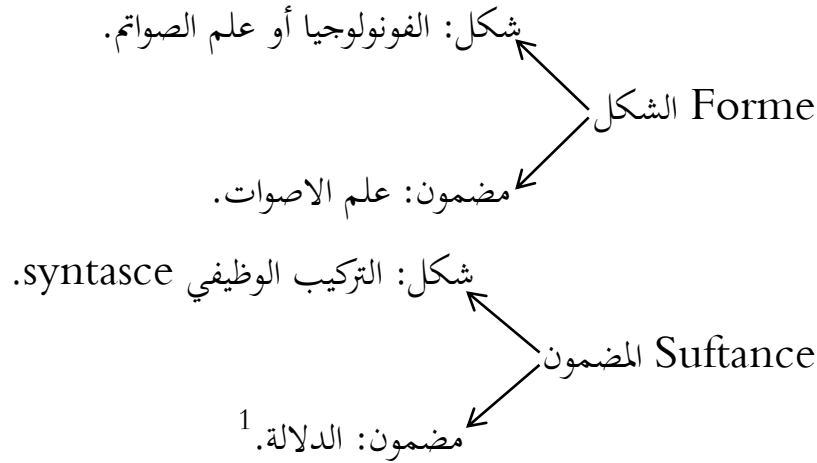 شكل: الفونولوجيا أو علم الصواتم.
Forme الشكل
مضمون: علم الاصوات.
شكل: التركيب الوظيفي syntasce.
Suftance المضمون
مضمون: الدلالة.1